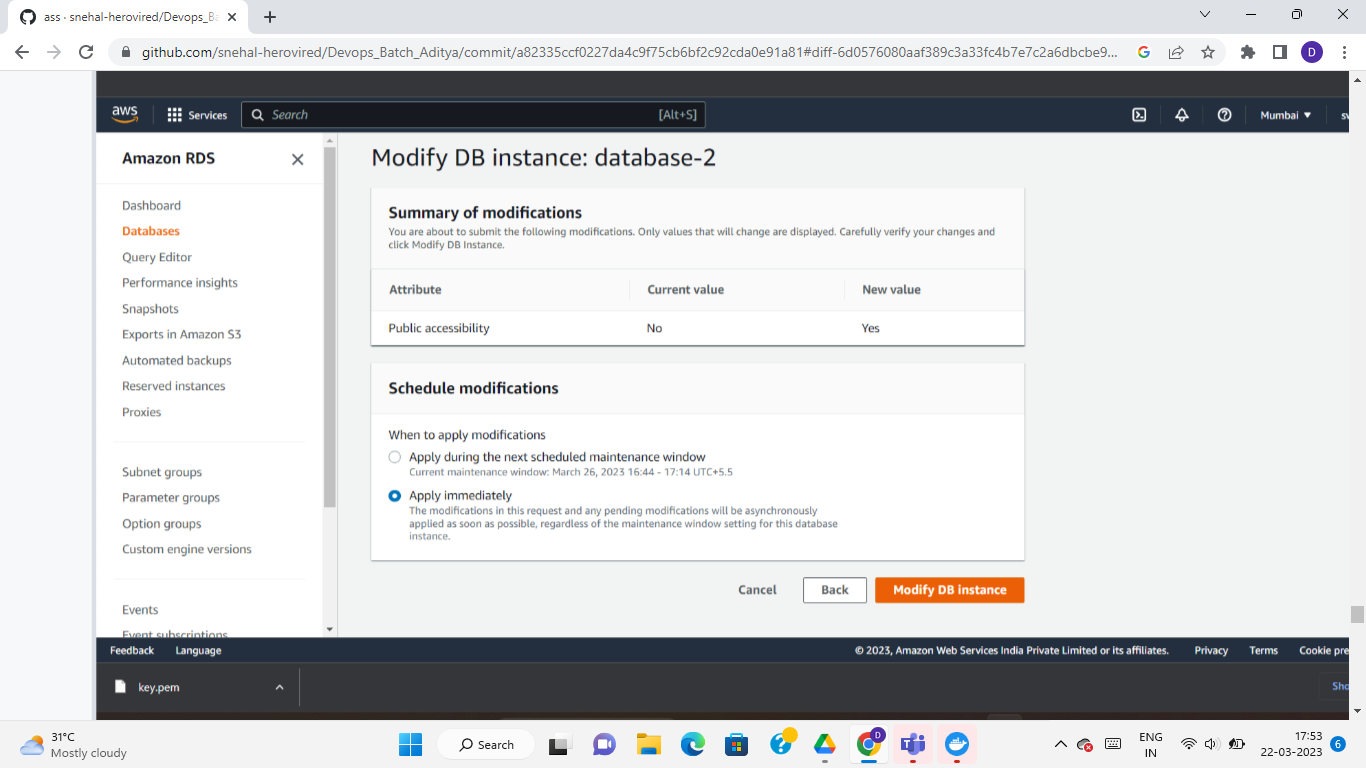 ass · snehal-herovired/Devops_Ba
github.com/snehal-herovired/Devops_Batch_Aditya/commit/a82335ccf0227da4c9f75cb6bf2c92cda0e91a81#diff-6d0576080aaf389c3a33fc4b7e7c2a6dbcbe9...
D
aws
Services
Search
[Alt+S]
Mumbai
Amazon RDS
Dashboard
Databases
Query Editor
Performance insights
Snapshots
Exports in Amazon S3
Automated backups
Reserved instances
Proxies
Subnet groups
Parameter groups
Option groups
Custom engine versions
Events
Event subscriptions
Modify DB instance: database-2
Summary of modifications
You are about to submit the following modifications. Only values that will change are displayed. Carefully verify your changes and
click Modify DB Instance.
Attribute Current value New value
Public accessibility No Yes
Schedule modifications
When to apply modifications
Apply during the next scheduled maintenance window
Current maintenance window: March 26, 2023 16:44 - 17:14 UTC+5.5
Apply immediately
The modifications in this request and any pending modifications will be asynchronously
applied as soon as possible, regardless of the maintenance window setting for this database
instance.
Cancel Back Modify DB instance
Feedback Language © 2023, Amazon Web Services India Private Limited or its affiliates. Privacy Terms Cookie pre
key.pem
Sho
31°C
Mostly cloudy
Search
D
ENG
IN
17:53
22-03-2023
6